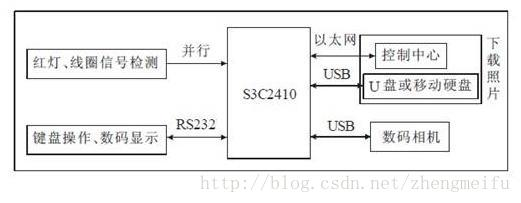 红灯、线圈信号检测
并行
S3C2410
以太网
控制中心
USB
U盘或移动硬盘
下载照片
键盘操作、数码显示
RS232
USB
数码相机
http://blog.csdn.net/zhengmeifu